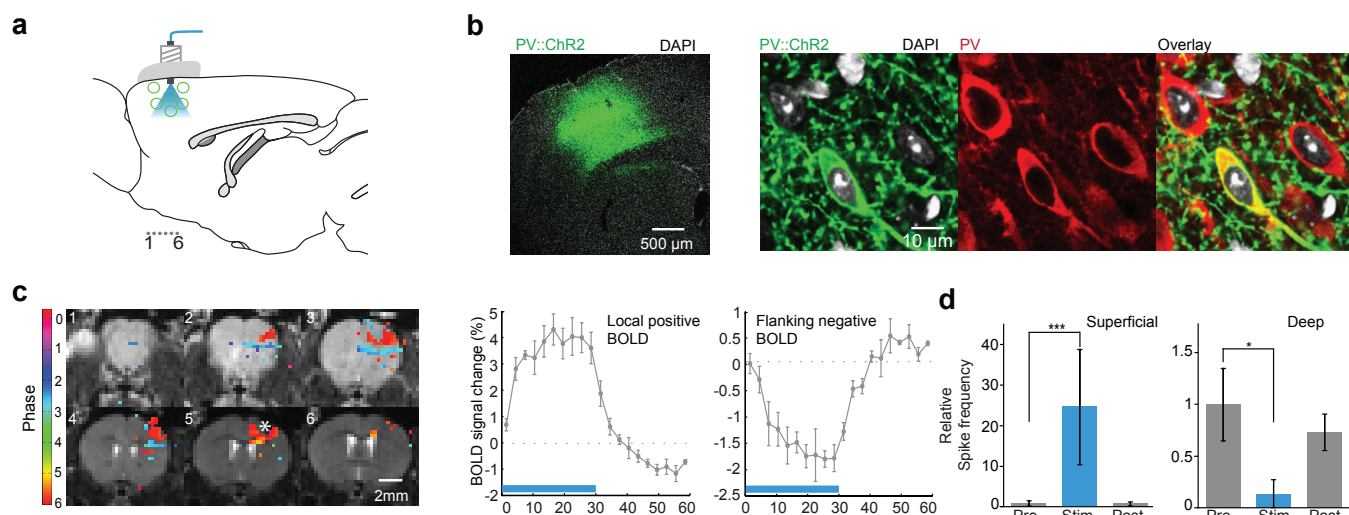 a
1 6
b
PV::ChR2 DAPI
500 µm
PV::ChR2 DAPI PV Overlay
10 µm
c
Phase
0
1
2
3
4
5
6
1 2 3
4 5 * 6
2mm
BOLD signal change (%)
5
4
3
2
1
0
-1
-2
Local positive
BOLD
0 10 20 30 40 50 60
1
0.5
0
-0.5
-1
-1.5
-2
-2.5
Flanking negative
BOLD
0 10 20 30 40 50 60
d
Relative
Spike frequency
50
40
30
20
10
0
*** Superficial
Stim
1.5
1
0.5
0
Deep
*
Stim